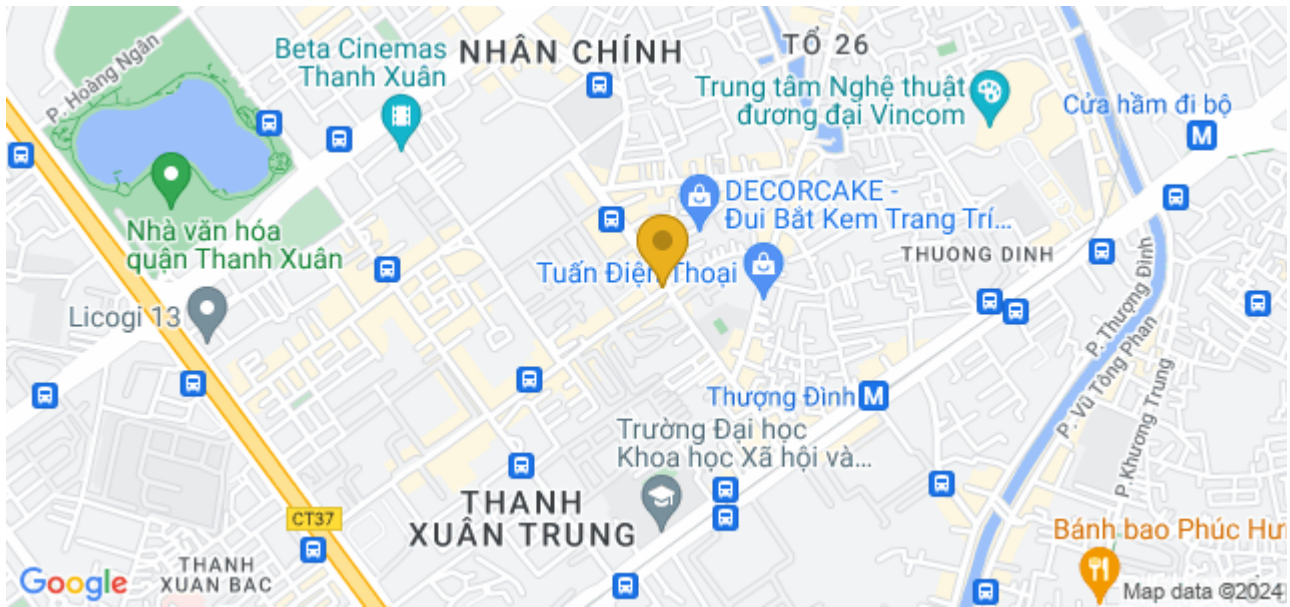 P. Hoàng Ngân
Beta Cinemas
Thanh Xuân
NHÂN CHÍNH
TỔ 26
Trung tâm Nghệ thuật
đương đại Vincom
Cửa hầm đi bộ
M
DECORCAKE -
Đui Bắt Kem Trang Trí...
Nhà văn hóa
quận Thanh Xuân
Tuấn Điện Thoại
THUONG DINH
P. Thượng Đình
Licogi 13
P. Vũ Tông Phan
P. Khương Trung
Thượng Đình
M
Trường Đại học
Khoa học Xã hội và...
THANH
XUÂN TRUNG
CT37
Bánh bao Phúc Hư
THANH
XUAN BAC
Google
Map data ©2024